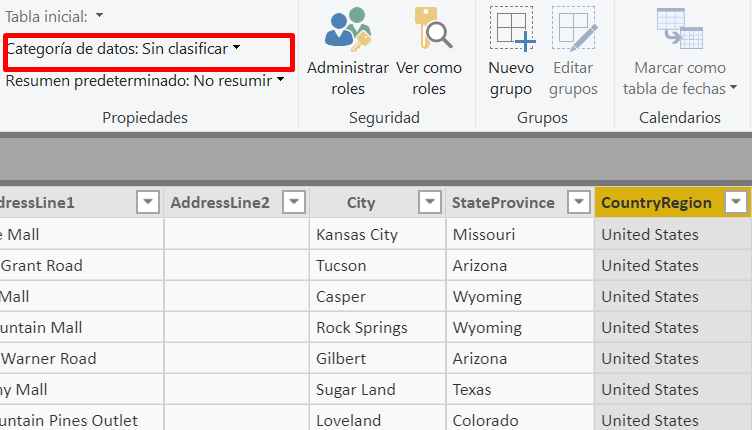 Tabla inicial:
Categoría de datos: Sin clasificar
Resumen predeterminado: No resumir
Propiedades
Administrar roles
Ver como roles
Seguridad
Nuevo grupo
Editar grupos
Grupos
Marcar como tabla de fechas
Calendarios
dressLine1 AddressLine2 City StateProvince CountryRegion
Mall Kansas City Missouri United States
Grant Road Tucson Arizona United States
Mall Casper Wyoming United States
untain Mall Rock Springs Wyoming United States
Warner Road Gilbert Arizona United States
ny Mall Sugar Land Texas United States
untain Pines Outlet Loveland Colorado United States